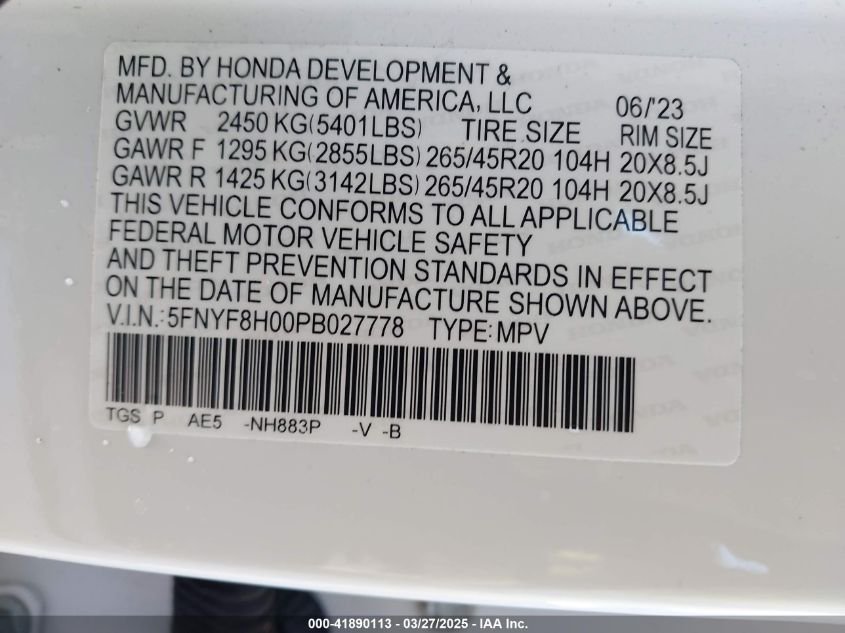 MFD. BY HONDA DEVELOPMENT &
MANUFACTURING OF AMERICA, LLC 06/'23
GVWR 2450 KG(5401LBS) TIRE SIZE RIM SIZE
GAWR F 1295 KG(2855LBS) 265/45R20 104H 20X8.5J
GAWR R 1425 KG(3142LBS) 265/45R20 104H 20X8.5J
THIS VEHICLE CONFORMS TO ALL APPLICABLE
FEDERAL MOTOR VEHICLE SAFETY
AND THEFT PREVENTION STANDARDS IN EFFECT
ON THE DATE OF MANUFACTURE SHOWN ABOVE.
V.I.N.:5FNYF8H00PB027778 TYPE:MPV
TGS P AE5 -NH883P -V -B
000-41890113 - 03/27/2025 - IAA Inc.